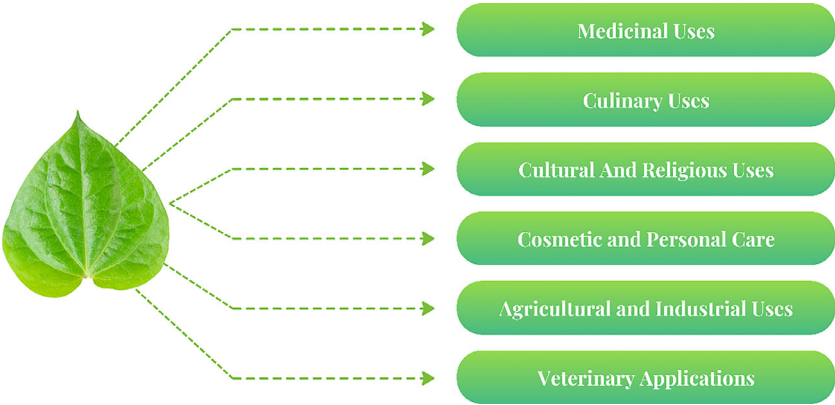 Medicinal Uses
Culinary Uses
Cultural And Religious Uses
Cosmetic and Personal Care
Agricultural and Industrial Uses
Veterinary Applications